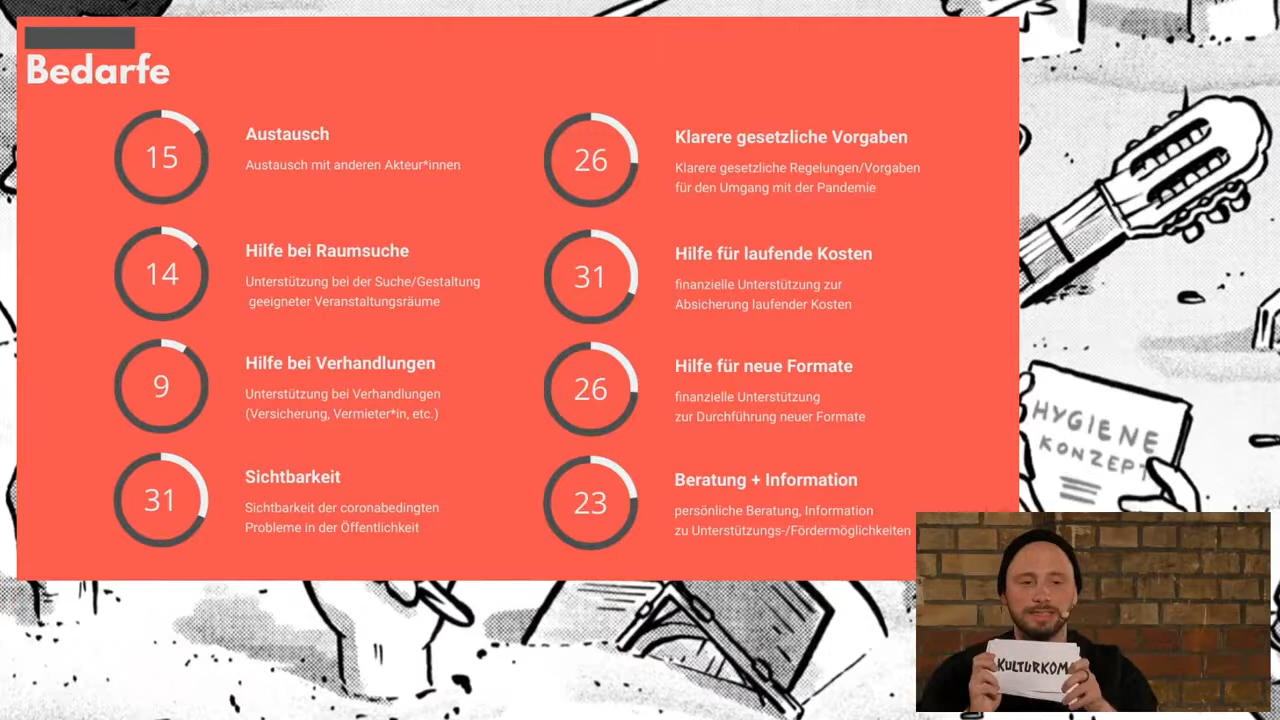 Bedarfe
15
Austausch
Austausch mit anderen Akteur*innen
14
Hilfe bei Raumsuche
Unterstützung bei der Suche/Gestaltung
geeigneter Veranstaltungsräume
9
Hilfe bei Verhandlungen
Unterstützung bei Verhandlungen
(Versicherung, Vermieter*in, etc.)
31
Sichtbarkeit
Sichtbarkeit der coronabedingten
Probleme in der Öffentlichkeit
26
Klarere gesetzliche Vorgaben
Klarere gesetzliche Regelungen/Vorgaben
für den Umgang mit der Pandemie
31
Hilfe für laufende Kosten
finanzielle Unterstützung zur
Absicherung laufender Kosten
26
Hilfe für neue Formate
finanzielle Unterstützung
zur Durchführung neuer Formate
23
Beratung + Information
persönliche Beratung, Information
zu Unterstützungs-/Fördermöglichkeiten
HYGIENE
KONZEPT
KULTURKOM